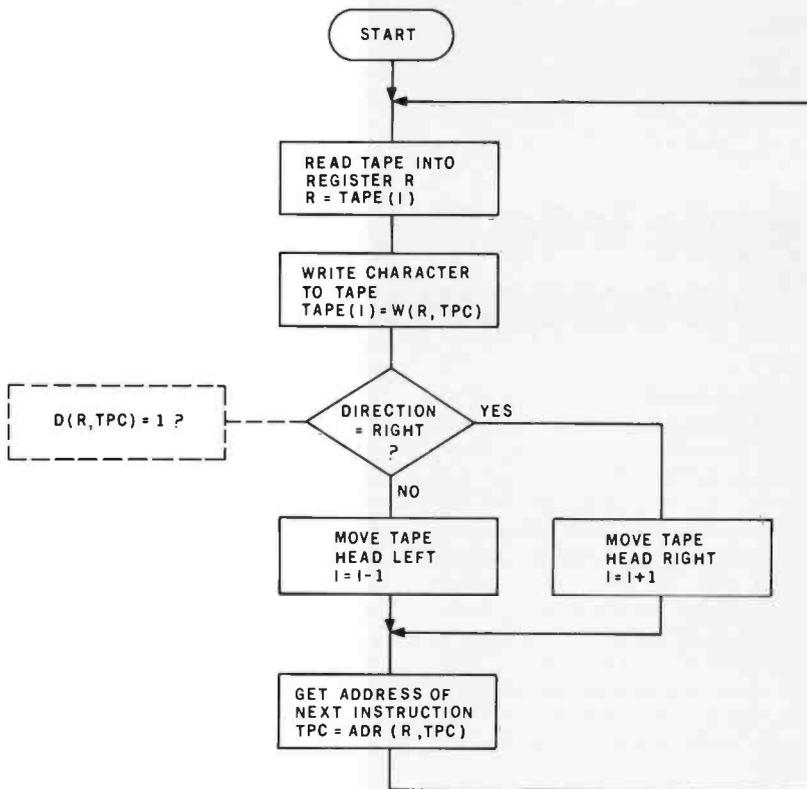 START
READ TAPE INTO
REGISTER R
R = TAPE(I)
WRITE CHARACTER
TO TAPE
TAPE(I)=W(R,TPC)
D(R,TPC)=1 ?
DIRECTION
= RIGHT
?
YES
NO
MOVE TAPE
HEAD LEFT
I=I-1
MOVE TAPE
HEAD RIGHT
I=I+1
GET ADDRESS OF
NEXT INSTRUCTION
TPC=ADR (R,TPC)